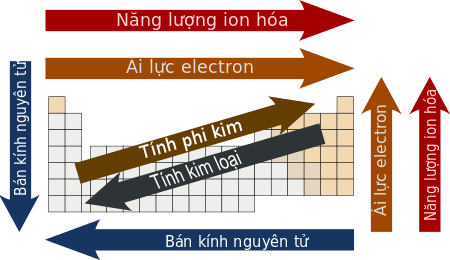 Năng lượng ion hóa
Ái lực electron
Bán kính nguyên tử
Tính phi kim
Tính kim loại
Ái lực electron
Năng lượng ion hóa
Bán kính nguyên tử